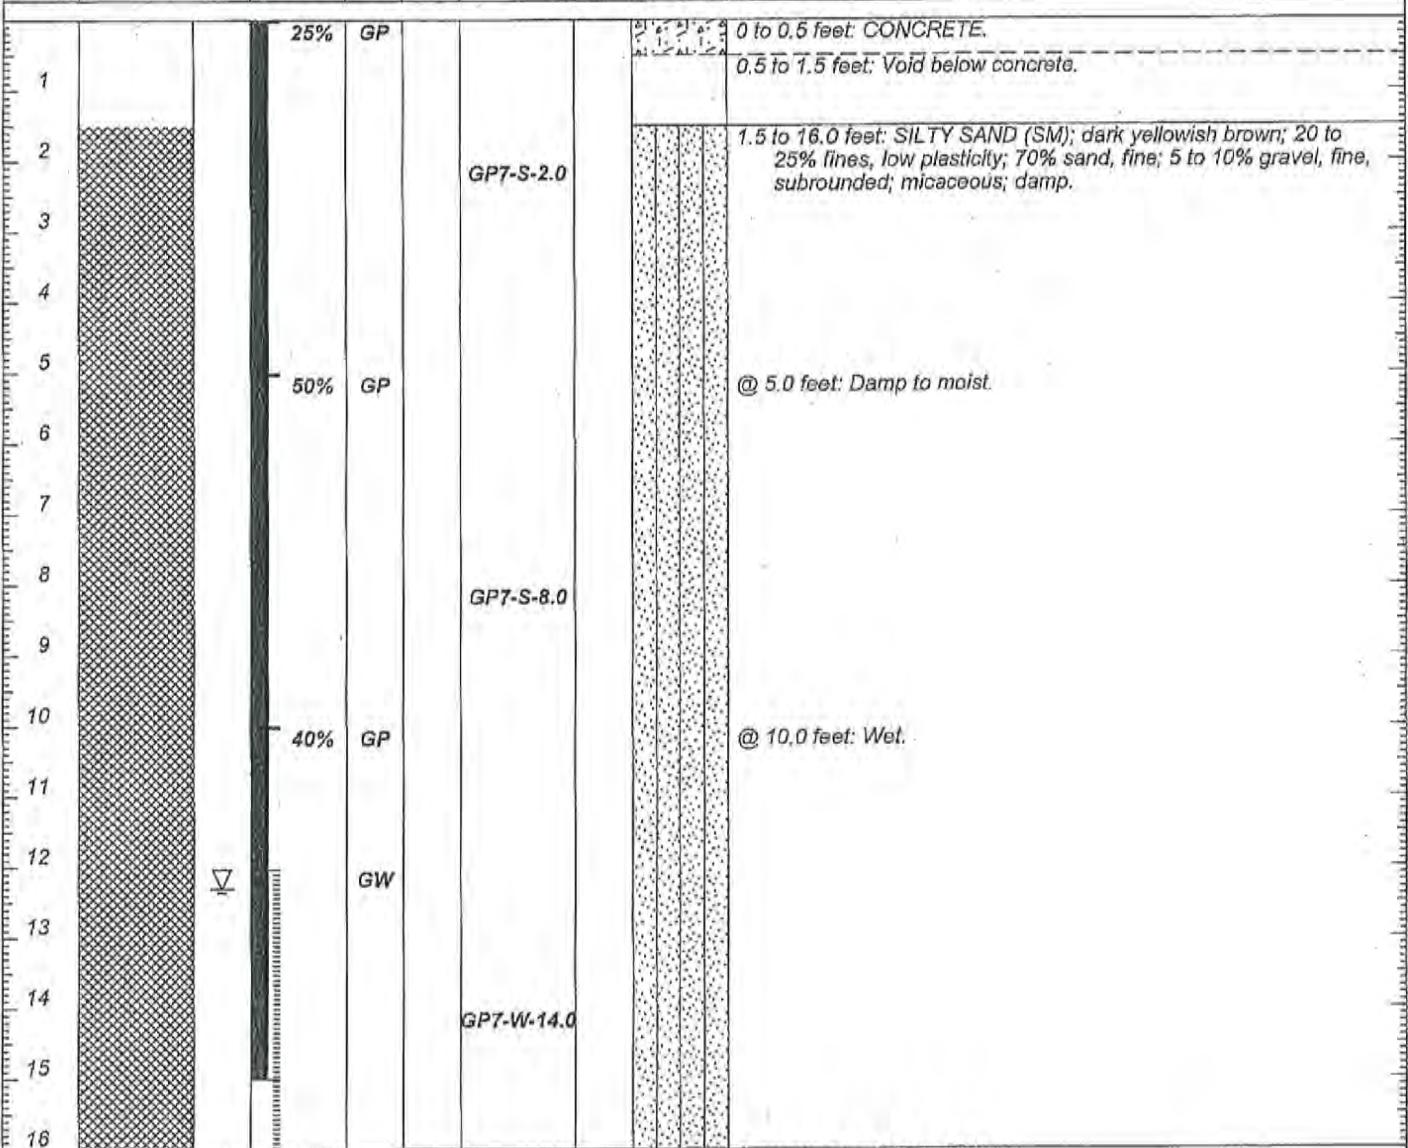 25% GP 0 to 0.5 feet: CONCRETE.
0.5 to 1.5 feet: Void below concrete.
1
1.5 to 16.0 feet: SILTY SAND (SM); dark yellowish brown; 20 to
2 25% fines, low plasticity; 70% sand, fine; 5 to 10% gravel, fine,
GP7-S-2.0 subrounded; micaceous; damp.
3
4
5
50% GP @ 5.0 feet: Damp to moist.
6
7
8
GP7-S-8.0
9
10
40% GP @ 10.0 feet: Wet.
11
12
GW
13
14
GP7-W-14.0
15
16